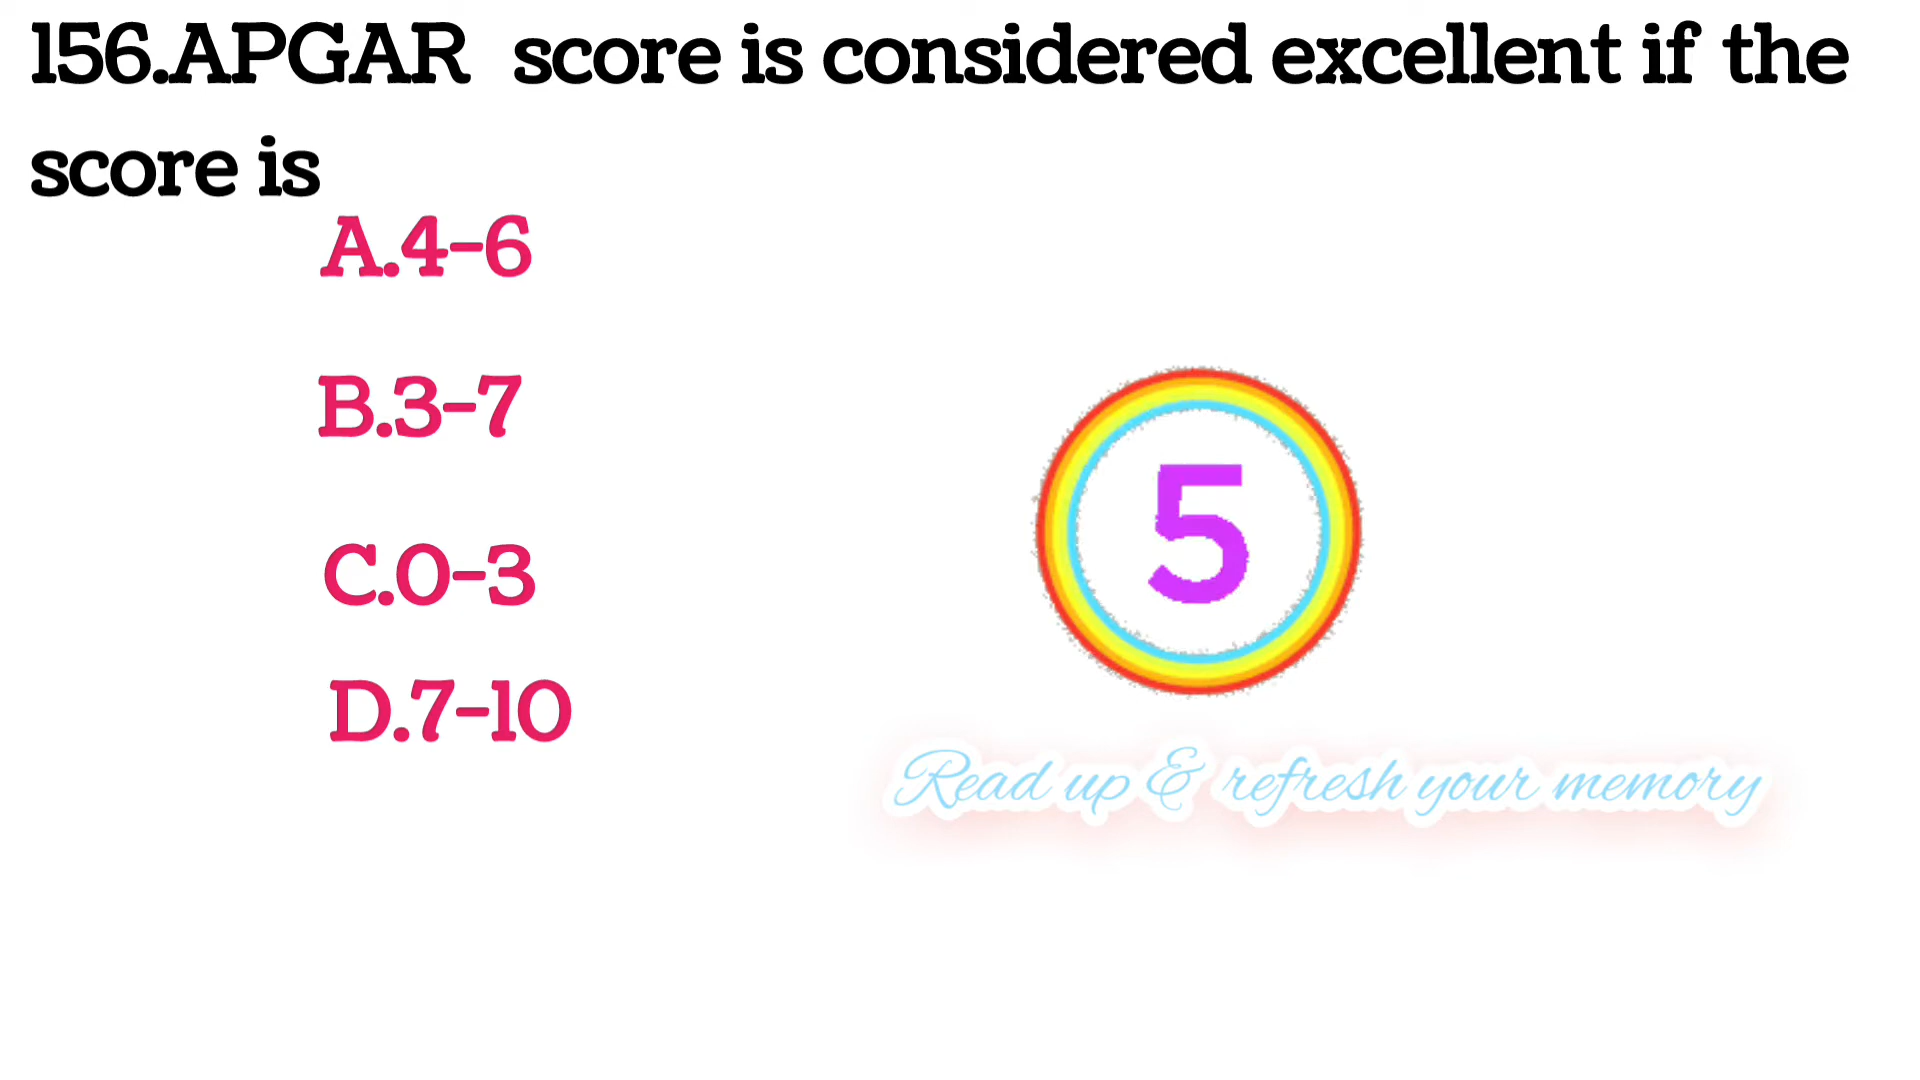 156.APGAR score is considered excellent if the
score is
A.4-6
B.3-7
C.0-3
D.7-10
5
Read up & refresh your memory